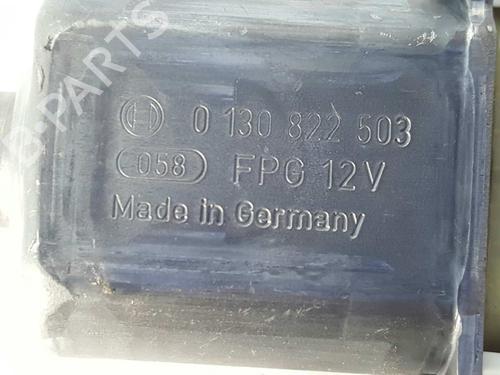 0 130 822 503
058 FPG 12V
Made in Germany
B-PARTS